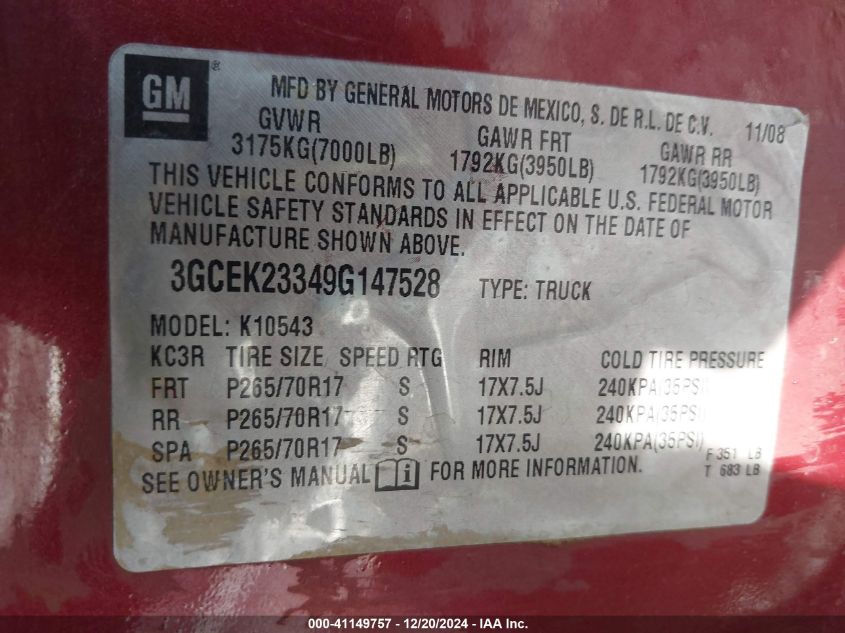 GM ®
MFD BY GENERAL MOTORS DE MEXICO, S. DE R.L. DE C.V. 11/08
GVWR GAWR FRT GAWR RR
3175KG(7000LB) 1792KG(3950LB) 1792KG(3950LB)
THIS VEHICLE CONFORMS TO ALL APPLICABLE U.S. FEDERAL MOTOR
VEHICLE SAFETY STANDARDS IN EFFECT ON THE DATE OF
MANUFACTURE SHOWN ABOVE.
3GCEK23349G147528 TYPE: TRUCK
MODEL: K10543
KC3R TIRE SIZE SPEED RTG RIM COLD TIRE PRESSURE
FRT P265/70R17 S 17X7.5J 240KPA(35PSI)
RR P265/70R17 S 17X7.5J 240KPA(35PSI)
SPA P265/70R17 S 17X7.5J 240KPA(35PSI)
F 351 LB
T 683 LB
SEE OWNER'S MANUAL i FOR MORE INFORMATION.
000-41149757 - 12/20/2024 - IAA Inc.